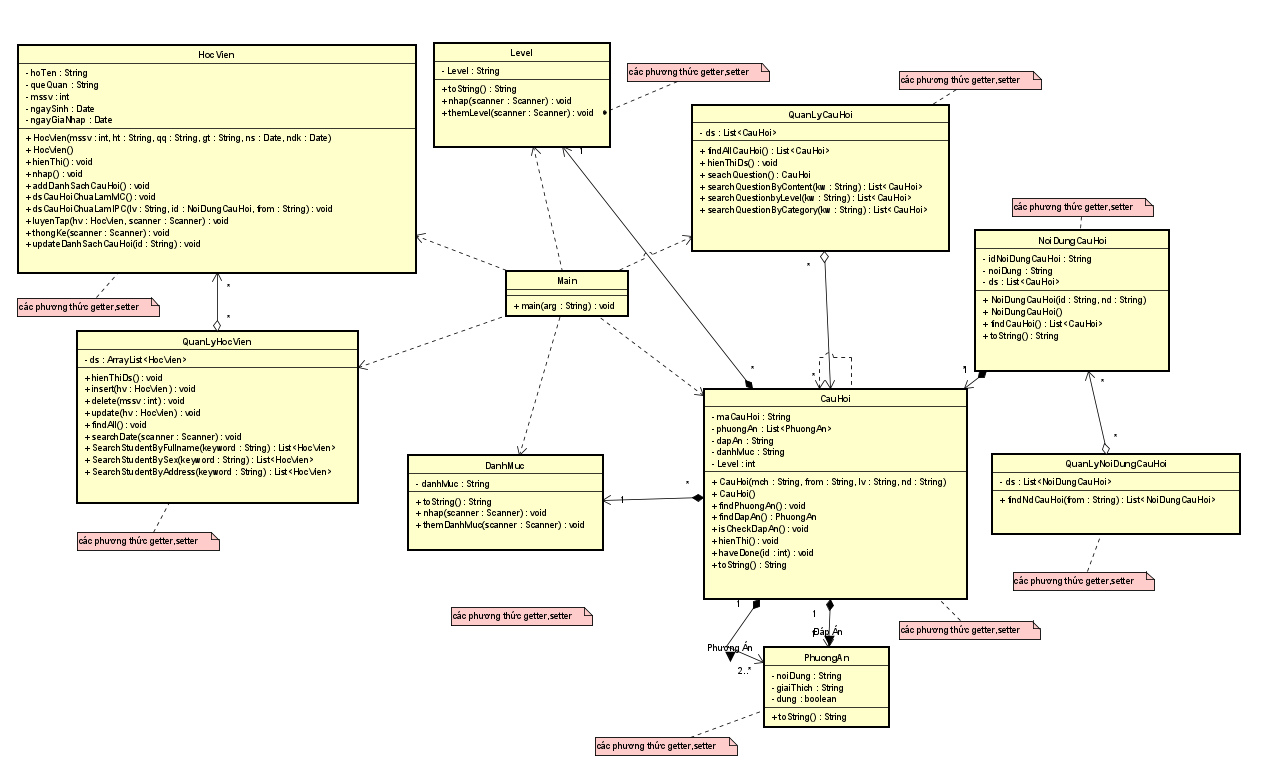 HocVien
- hoTen : String
- queQuan : String
- mssv : int
- ngaySinh : Date
- ngayGiaNhap : Date
+ HocVien(mssv : int, ht : String, qq : String, gt : String, ns : Date, ndk : Date)
+ HocVien()
+ hienThi() : void
+ nhap() : void
+ addDanhSachCauHoi() : void
+ dsCauHoiChuaLamMC() : void
+ dsCauHoiChuaLamIPC(lv : String, id : NoiDungCauHoi, from : String) : void
+ luyenTap(hv : HocVien, scanner : Scanner) : void
+ thongKe(scanner : Scanner) : void
+ updateDanhSachCauHoi(id : String) : void
các phương thức getter,setter
Level
- Level : String
+ toString() : String
+ nhap(scanner : Scanner) : void
+ themLevel(scanner : Scanner) : void
các phương thức getter,setter
1
*
QuanLyCauHoi
- ds : List<CauHoi>
+ findAllCauHoi() : List<CauHoi>
+ hienThiDs() : void
+ seachQuestion() : CauHoi
+ searchQuestionByContent(kw : String) : List<CauHoi>
+ searchQuestionbyLevel(kw : String) : List<CauHoi>
+ searchQuestionByCategory(kw : String) : List<CauHoi>
các phương thức getter,setter
*
*
NoiDungCauHoi
- idNoiDungCauHoi : String
- noiDung : String
- ds : List<CauHoi>
+ NoiDungCauHoi(id : String, nd : String)
+ NoiDungCauHoi()
+ findCauHoi() : List<CauHoi>
+ toString() : String
các phương thức getter,setter
*
*
Main
+ main(arg : String) : void
*
*
QuanLyHocVien
- ds : ArrayList<HocVien>
+ hienThiDs() : void
+ insert(hv : HocVien) : void
+ delete(mssv : int) : void
+ update(hv : HocVien) : void
+ findAll() : void
+ searchDate(scanner : Scanner) : void
+ SearchStudentByFullname(keyword : String) : List<HocVien>
+ SearchStudentBySex(keyword : String) : List<HocVien>
+ SearchStudentByAddress(keyword : String) : List<HocVien>
các phương thức getter,setter
DanhMuc
- danhMuc : String
+ toString() : String
+ nhap(scanner : Scanner) : void
+ themDanhMuc(scanner : Scanner) : void
các phương thức getter,setter
1
*
CauHoi
- maCauHoi : String
- phuongAn : List<PhuongAn>
- dapAn : String
- danhMuc : String
- Level : int
+ CauHoi(mch : String, from : String, lv : String, nd : String)
+ CauHoi()
+ findPhuongAn() : void
+ findDapAn() : PhuongAn
+ isCheckDapAn() : void
+ hienThi() : void
+ haveDone(id : int) : void
+ toString() : String
các phương thức getter,setter
QuanLyNoiDungCauHoi
- ds : List<NoiDungCauHoi>
+ findNdCauHoi(from : String) : List<NoiDungCauHoi>
các phương thức getter,setter
1
1
Đáp Án
Phương Án
2..*
PhuongAn
- noiDung : String
- giaiThich : String
- dung : boolean
+ toString() : String
các phương thức getter,setter